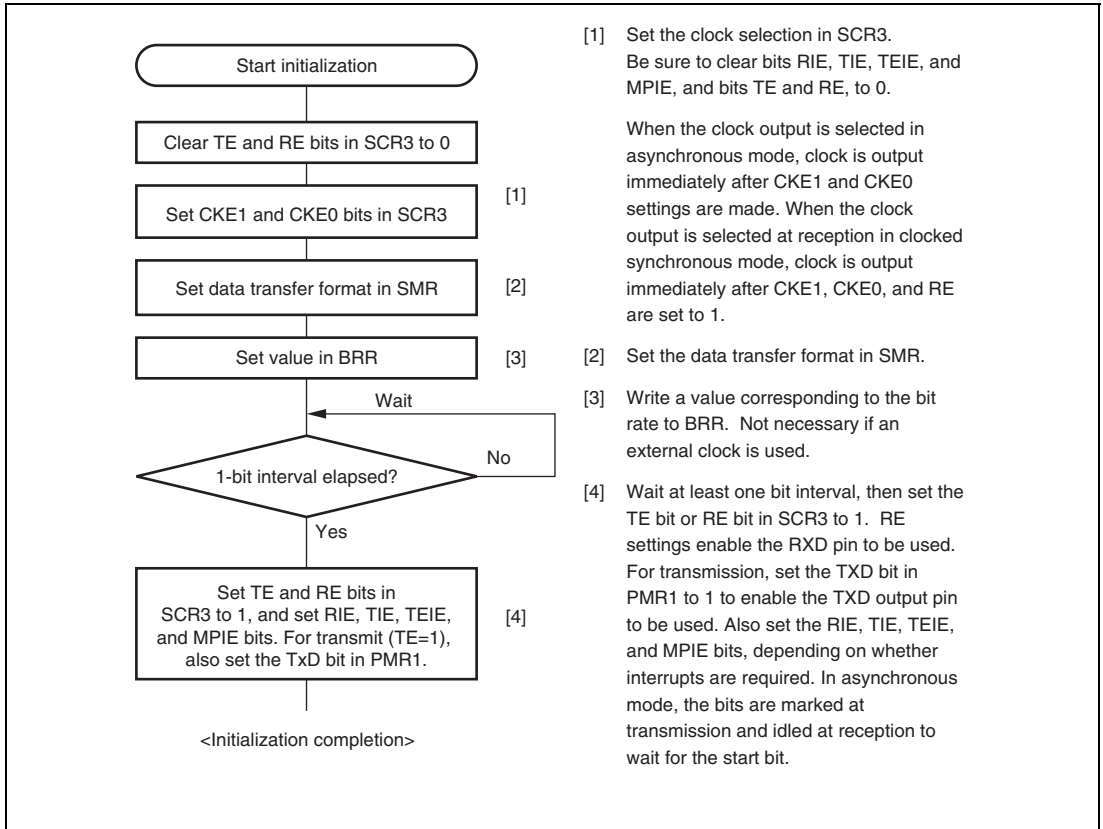 Start initialization
Clear TE and RE bits in SCR3 to 0
Set CKE1 and CKE0 bits in SCR3
[1]
Set data transfer format in SMR
[2]
Set value in BRR
[3]
Wait
1-bit interval elapsed?
No
Yes
Set TE and RE bits in
SCR3 to 1, and set RIE, TIE, TEIE,
and MPIE bits. For transmit (TE=1),
also set the TxD bit in PMR1.
[4]
<Initialization completion>
[1] Set the clock selection in SCR3.
Be sure to clear bits RIE, TIE, TEIE, and
MPIE, and bits TE and RE, to 0.
When the clock output is selected in
asynchronous mode, clock is output
immediately after CKE1 and CKE0
settings are made. When the clock
output is selected at reception in clocked
synchronous mode, clock is output
immediately after CKE1, CKE0, and RE
are set to 1.
[2] Set the data transfer format in SMR.
[3] Write a value corresponding to the bit
rate to BRR. Not necessary if an
external clock is used.
[4] Wait at least one bit interval, then set the
TE bit or RE bit in SCR3 to 1. RE
settings enable the RXD pin to be used.
For transmission, set the TXD bit in
PMR1 to 1 to enable the TXD output pin
to be used. Also set the RIE, TIE, TEIE,
and MPIE bits, depending on whether
interrupts are required. In asynchronous
mode, the bits are marked at
transmission and idled at reception to
wait for the start bit.